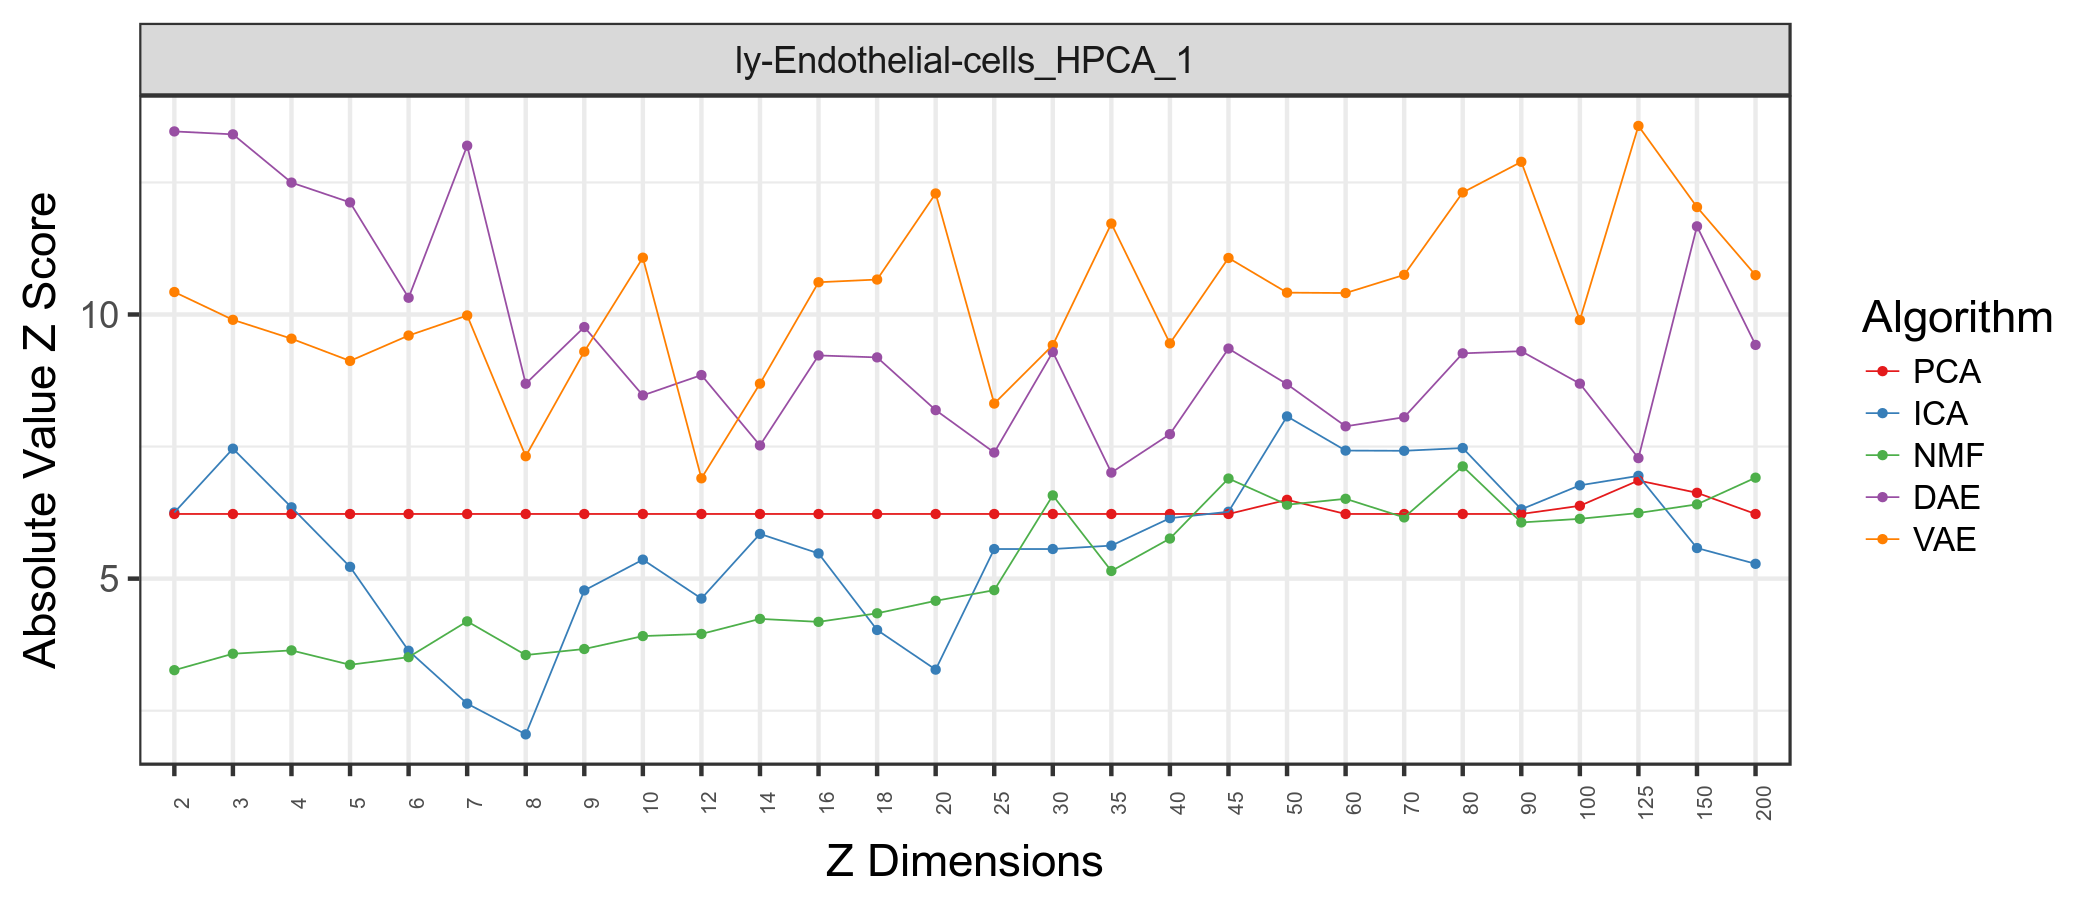 ly-Endothelial-cells_HPCA_1
Absolute Value Z Score
10
5
2 3 4 5 6 7 8 9 10 12 14 16 18 20 25 30 35 40 45 50 60 70 80 90 100 125 150 200
Z Dimensions
Algorithm
PCA
ICA
NMF
DAE
VAE